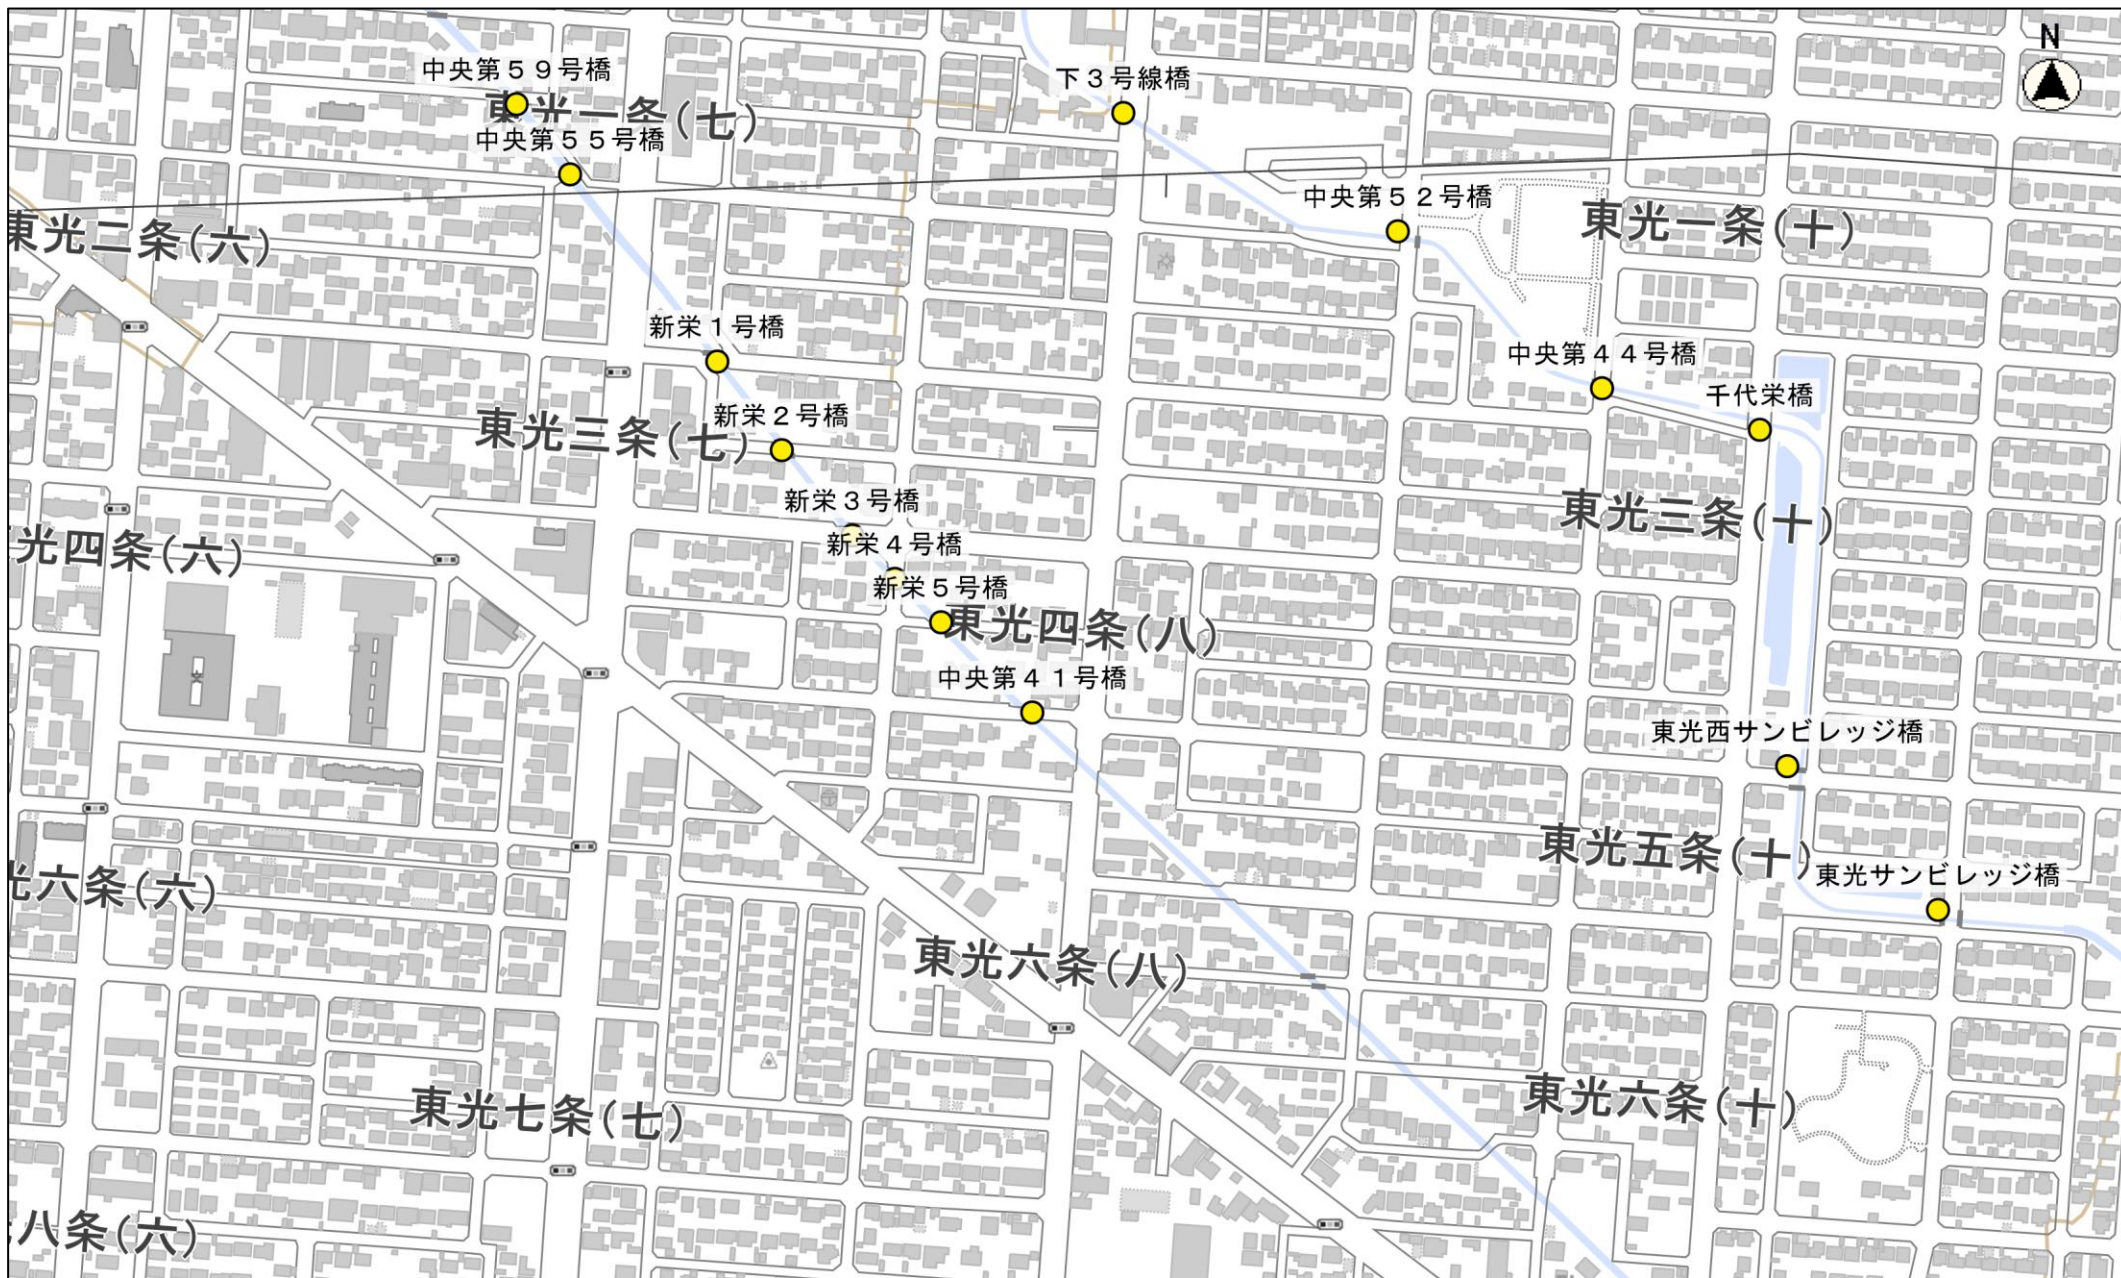 N
中央第５９号橋
下３号線橋
東光一条(七)
中央第５５号橋
中央第５２号橋
東光一条(十)
東光二条(六)
新栄１号橋
中央第４４号橋
千代栄橋
新栄２号橋
東光三条(七)
新栄３号橋
東光三条(十)
光四条(六)
新栄４号橋
新栄５号橋
東光四条(八)
中央第４１号橋
東光西サンビレッジ橋
東光五条(十)
東光サンビレッジ橋
光六条(六)
東光六条(八)
東光六条(十)
東光七条(七)
八条(六)